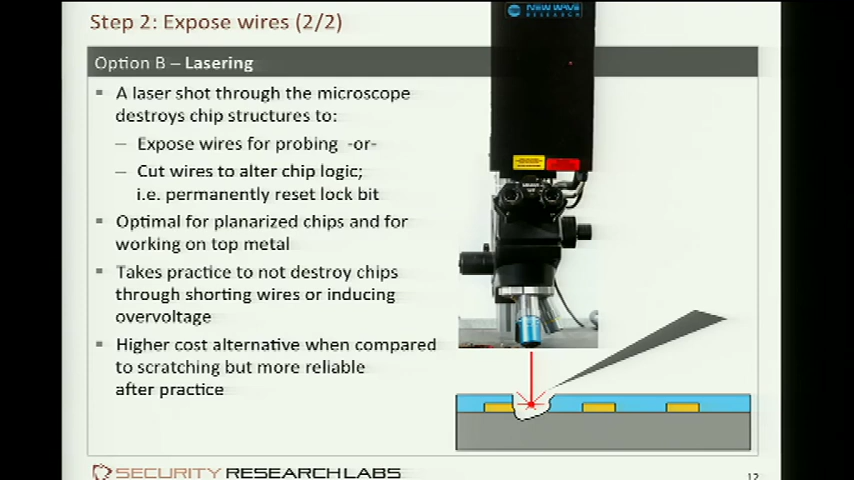 Step 2: Expose wires (2/2)
NEW WAVE
RESEARCH
Option B – Lasering
▪ A laser shot through the microscope
destroys chip structures to:
– Expose wires for probing -or-
– Cut wires to alter chip logic;
i.e. permanently reset lock bit
▪ Optimal for planarized chips and for
working on top metal
▪ Takes practice to not destroy chips
through shorting wires or inducing
overvoltage
▪ Higher cost alternative when compared
to scratching but more reliable
after practice
SECURITY RESEARCH LABS
12